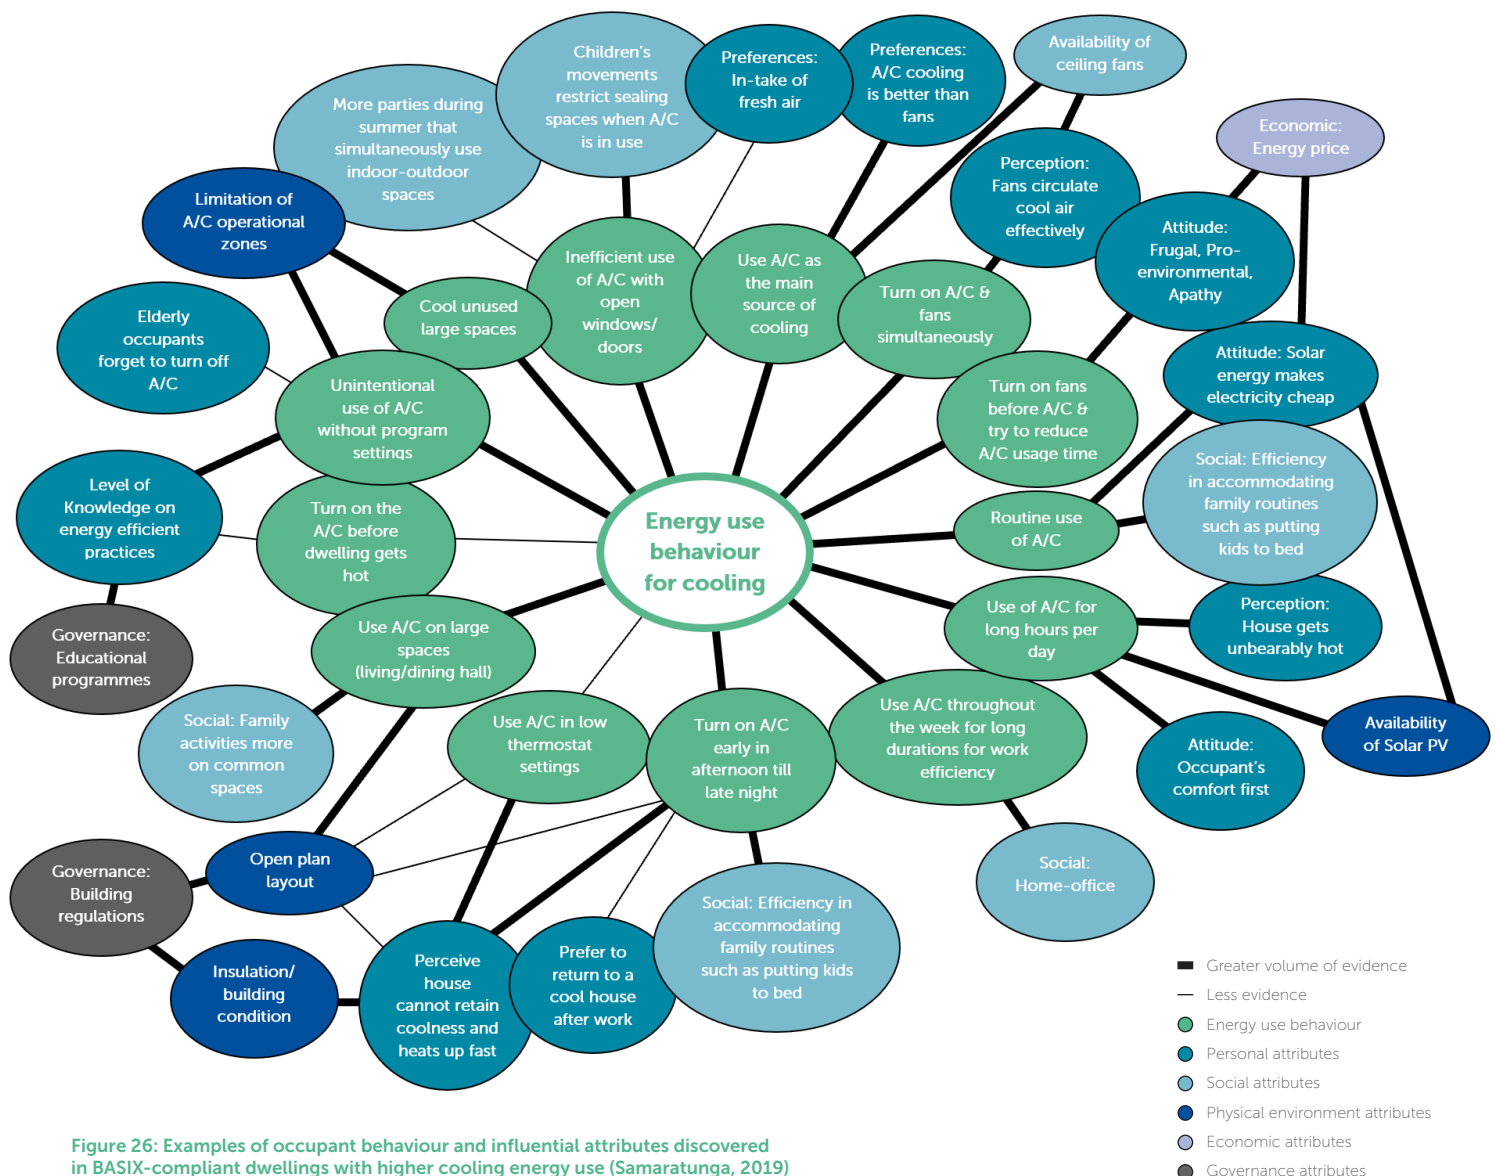 Children's
movements
restrict sealing
spaces when A/C
is in use
Preferences:
In-take of
fresh air
Preferences:
A/C cooling
is better than
fans
Availability of
ceiling fans
More parties during
summer that
simultaneously use
indoor-outdoor
spaces
Economic:
Energy price
Limitation of
A/C operational
zones
Perception:
Fans circulate
cool air
effectively
Attitude:
Frugal, Pro-
environmental,
Apathy
Inefficient use
of A/C with
open
windows/
doors
Use A/C as
the main
source of
cooling
Turn on A/C &
fans
simultaneously
Cool unused
large spaces
Elderly
occupants
forget to turn off
A/C
Unintentional
use of A/C
without program
settings
Turn on fans
before A/C &
try to reduce
A/C usage time
Attitude: Solar
energy makes
electricity cheap
Level of
Knowledge on
energy efficient
practices
Turn on the
A/C before
dwelling gets
hot
Energy use
behaviour
for cooling
Routine use
of A/C
Social: Efficiency
in accommodating
family routines
such as putting
kids to bed
Governance:
Educational
programmes
Use A/C on large
spaces
(living/dining hall)
Use of A/C for
long hours per
day
Perception:
House gets
unbearably hot
Social: Family
activities more
on common
spaces
Use A/C in low
thermostat
settings
Turn on A/C
early in
afternoon till
late night
Use A/C throughout
the week for long
durations for work
efficiency
Attitude:
Occupant's
comfort first
Availability
of Solar PV
Governance:
Building
regulations
Open plan
layout
Social:
Home-office
Insulation/
building
condition
Perceive
house
cannot retain
coolness and
heats up fast
Prefer to
return to a
cool house
after work
Social: Efficiency in
accommodating
family routines
such as putting kids
to bed
Greater volume of evidence
Less evidence
Energy use behaviour
Personal attributes
Social attributes
Physical environment attributes
Economic attributes
Governance attributes
Figure 26: Examples of occupant behaviour and influential attributes discovered
in BASIX-compliant dwellings with higher cooling energy use (Samaratunga, 2019)